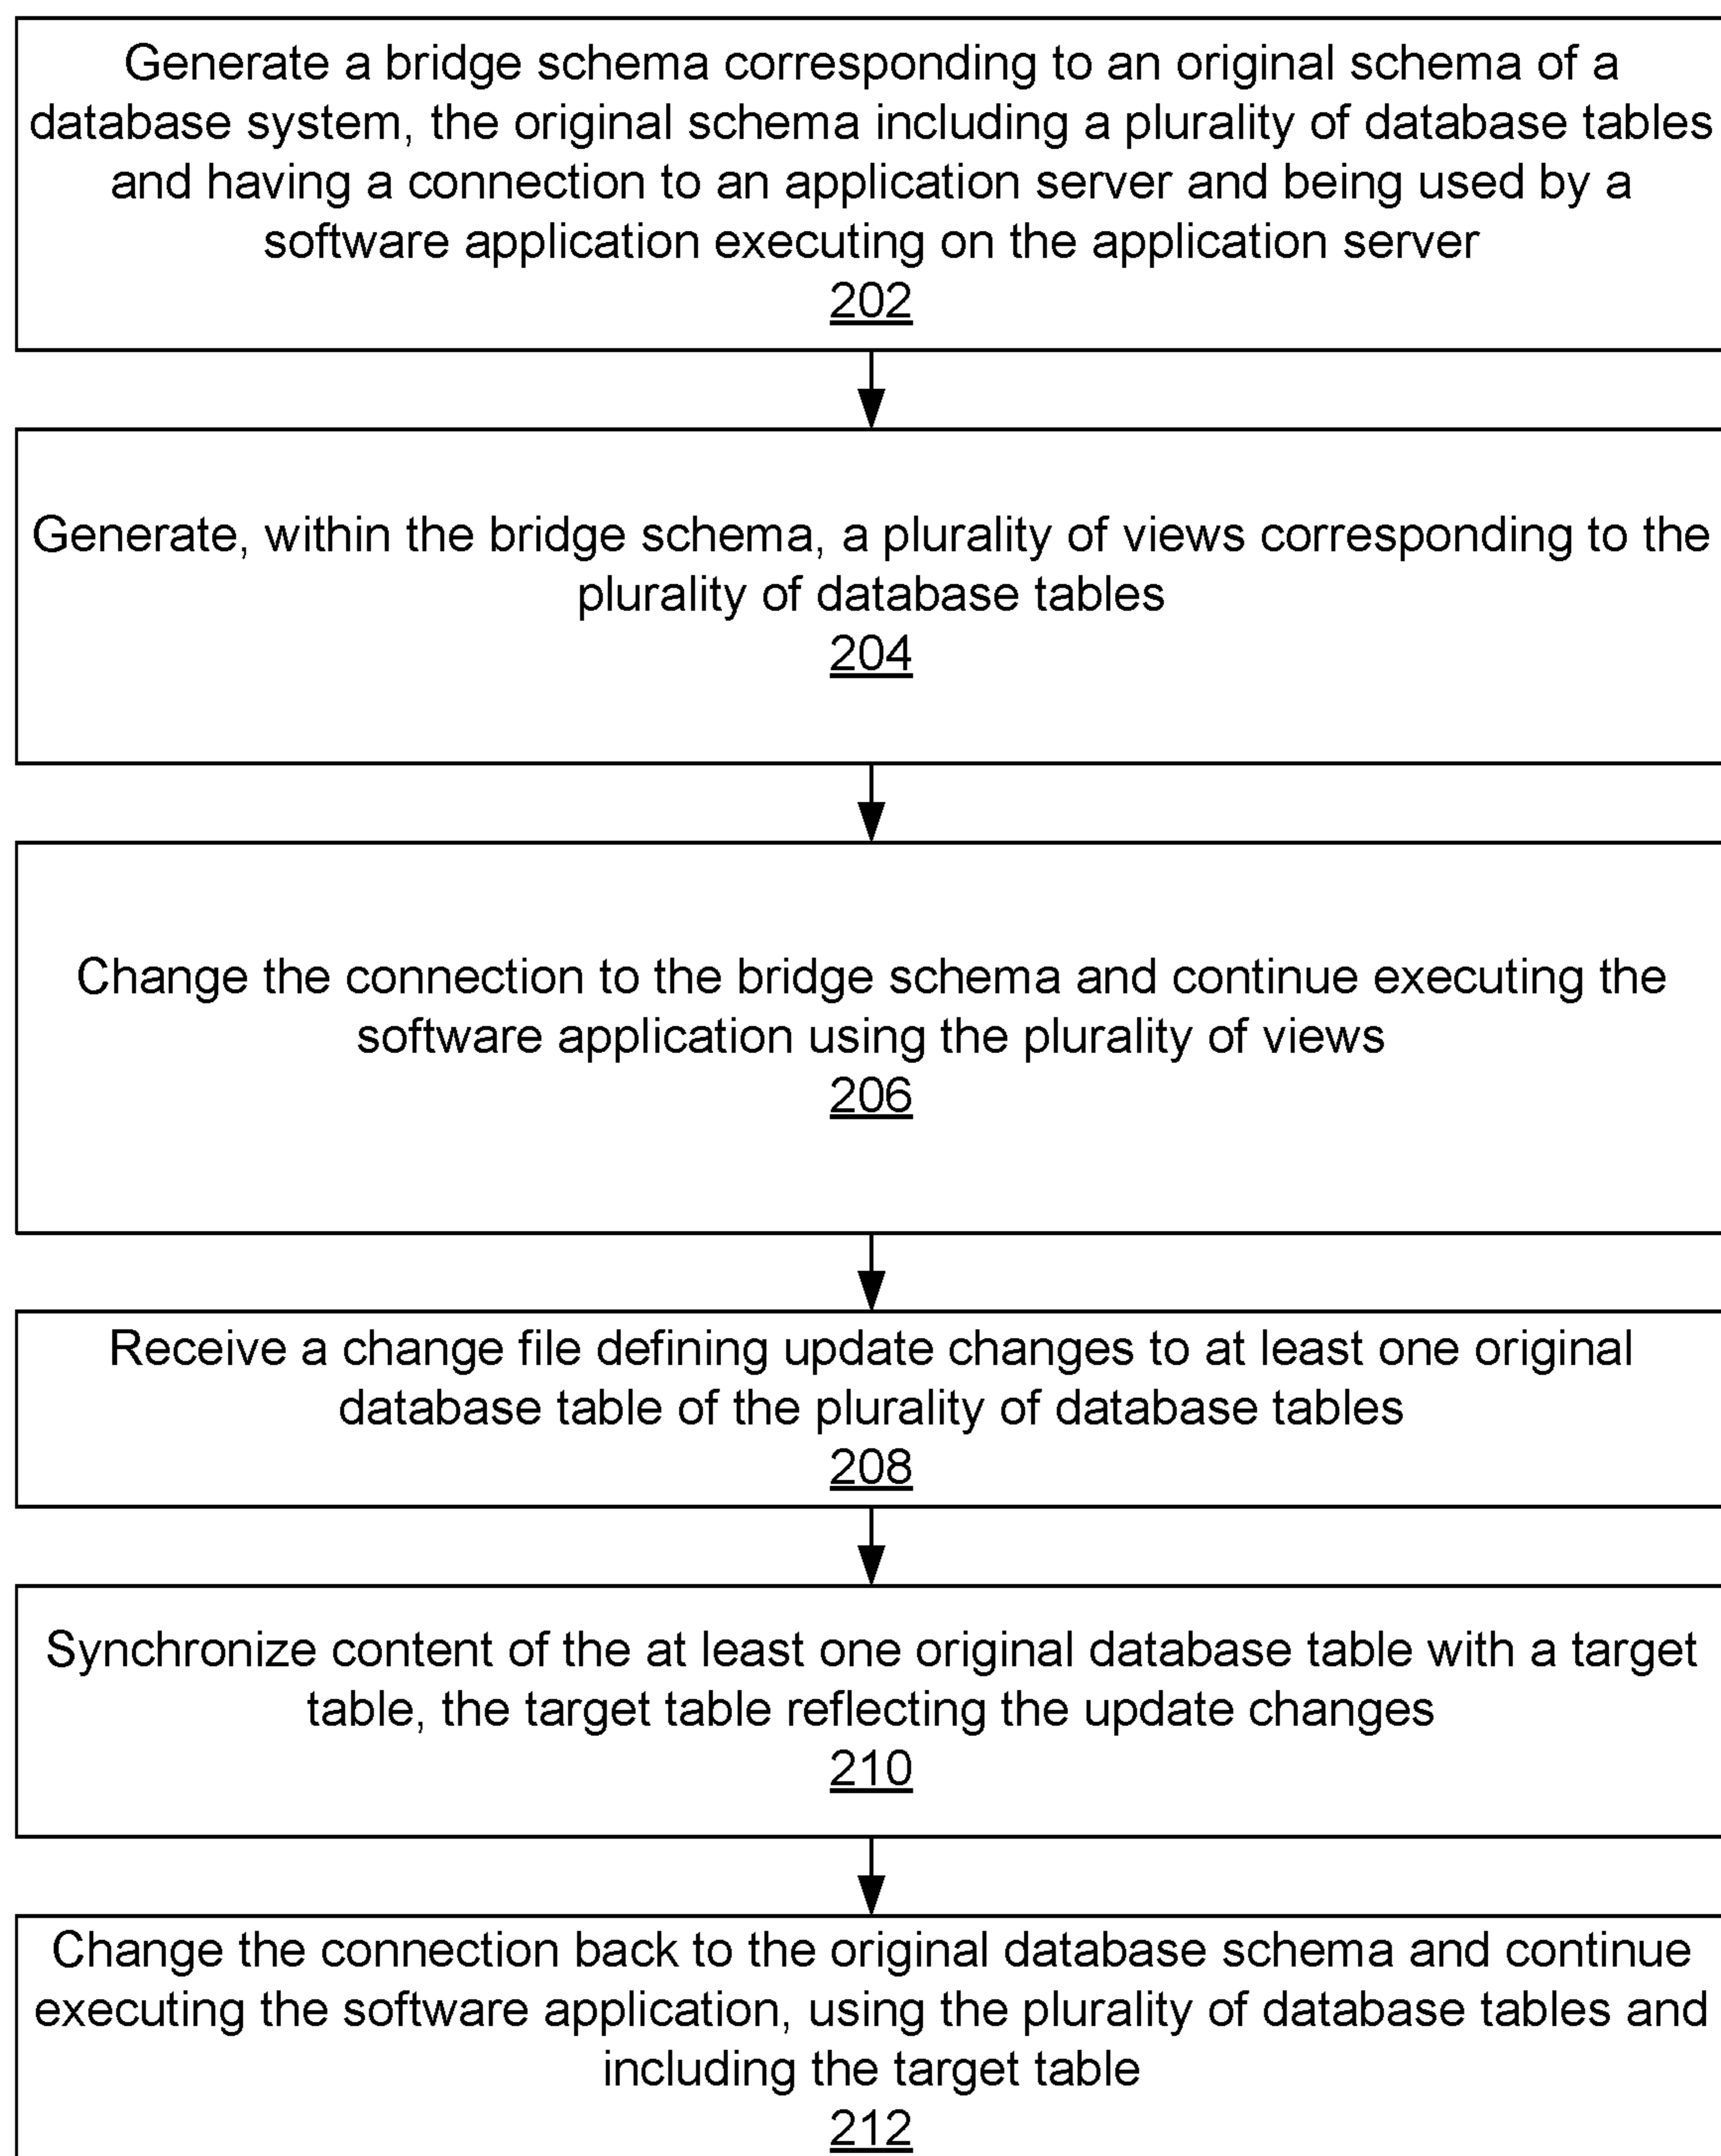 Generate a bridge schema corresponding to an original schema of a
database system, the original schema including a plurality of database tables
and having a connection to an application server and being used by a
software application executing on the application server
202
Generate, within the bridge schema, a plurality of views corresponding to the
plurality of database tables
204
Change the connection to the bridge schema and continue executing the
software application using the plurality of views
206
Receive a change file defining update changes to at least one original
database table of the plurality of database tables
208
Synchronize content of the at least one original database table with a target
table, the target table reflecting the update changes
210
Change the connection back to the original database schema and continue
executing the software application, using the plurality of database tables and
including the target table
212